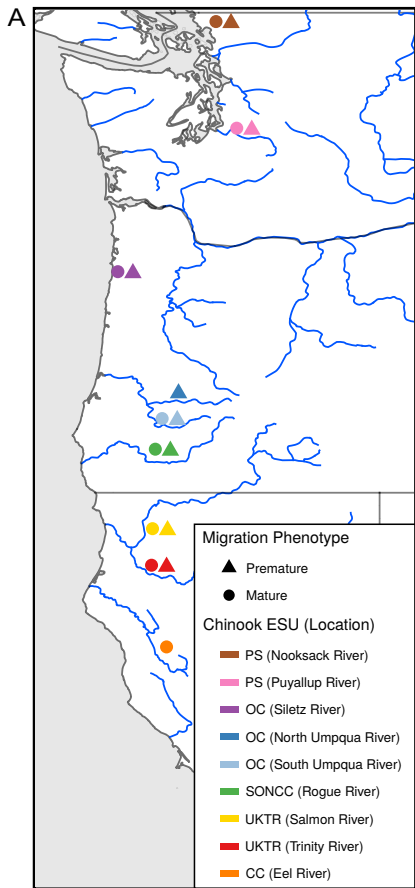 A
Migration Phenotype
Premature
Mature
Chinook ESU (Location)
PS (Nooksack River)
PS (Puyallup River)
OC (Siletz River)
OC (North Umpqua River)
OC (South Umpqua River)
SONCC (Rogue River)
UKTR (Salmon River)
UKTR (Trinity River)
CC (Eel River)